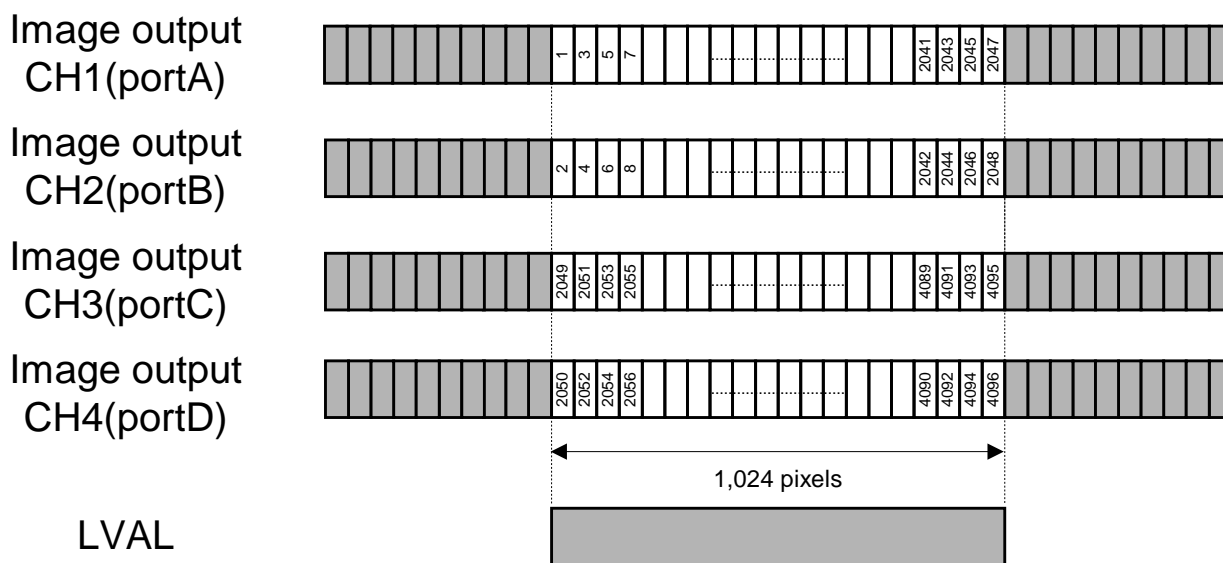 Image output
CH1(portA)
1 3 5 7 ........................... 2041 2043 2045 2047
Image output
CH2(portB)
2 4 6 8 ........................... 2042 2044 2046 2048
Image output
CH3(portC)
2049 2051 2053 2055 ........................... 4089 4091 4093 4095
Image output
CH4(portD)
2050 2052 2054 2056 ........................... 4090 4092 4094 4096
1,024 pixels
LVAL